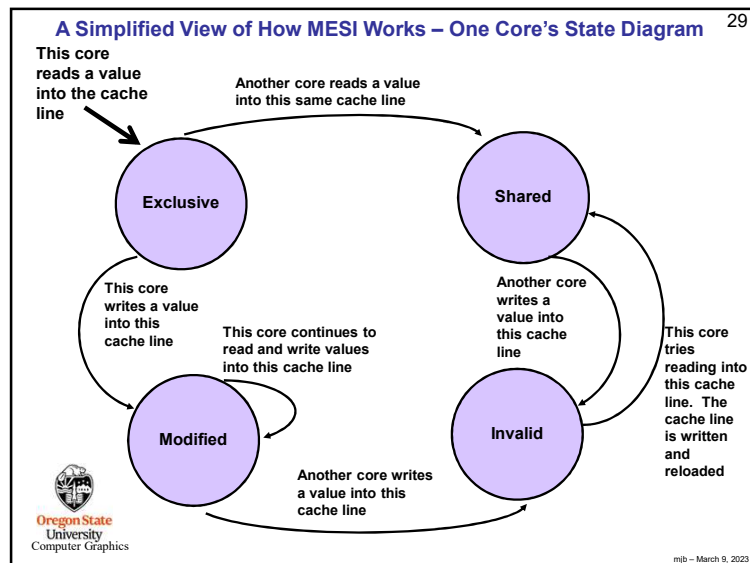 A Simplified View of How MESI Works – One Core's State Diagram
29
This core
reads a value
into the cache
line
Another core reads a value
into this same cache line
Exclusive
Shared
This core
writes a value
into this
cache line
Another core
writes a
value into
this cache
line
This core continues to
read and write values
into this cache line
This core
tries
reading into
this cache
line. The
cache line
is written
and
reloaded
Modified
Invalid
Another core writes
a value into this
cache line
Oregon State
University
Computer Graphics
mjb – March 9, 2023